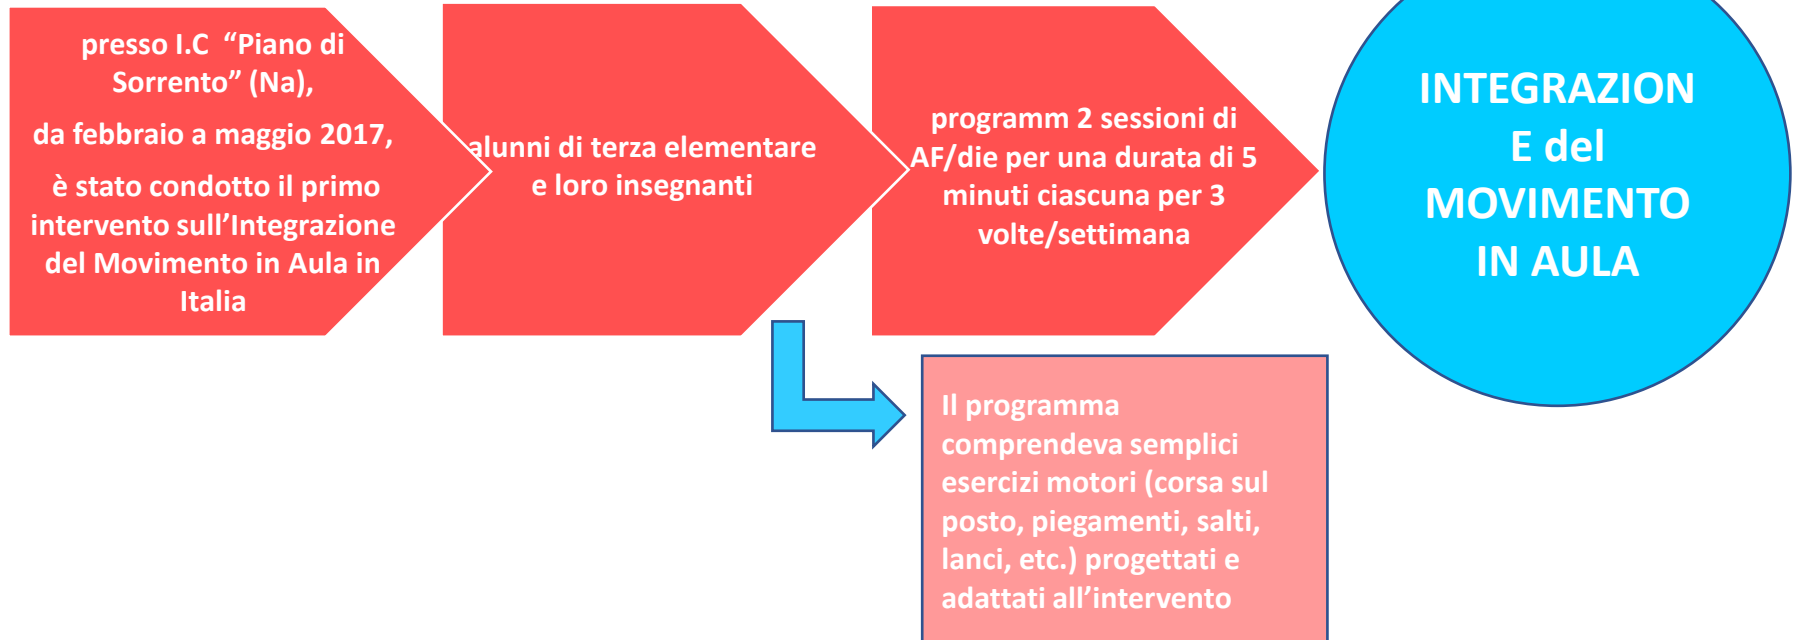 presso I.C “Piano di
Sorrento” (Na),
da febbraio a maggio 2017,
è stato condotto il primo
intervento sull’Integrazione
del Movimento in Aula in
Italia
alunni di terza elementare
e loro insegnanti
programm 2 sessioni di
AF/die per una durata di 5
minuti ciascuna per 3
volte/settimana
INTEGRAZION
E del
MOVIMENTO
IN AULA
Il programma
comprendeva semplici
esercizi motori (corsa sul
posto, piegamenti, salti,
lanci, etc.) progettati e
adattati all’intervento